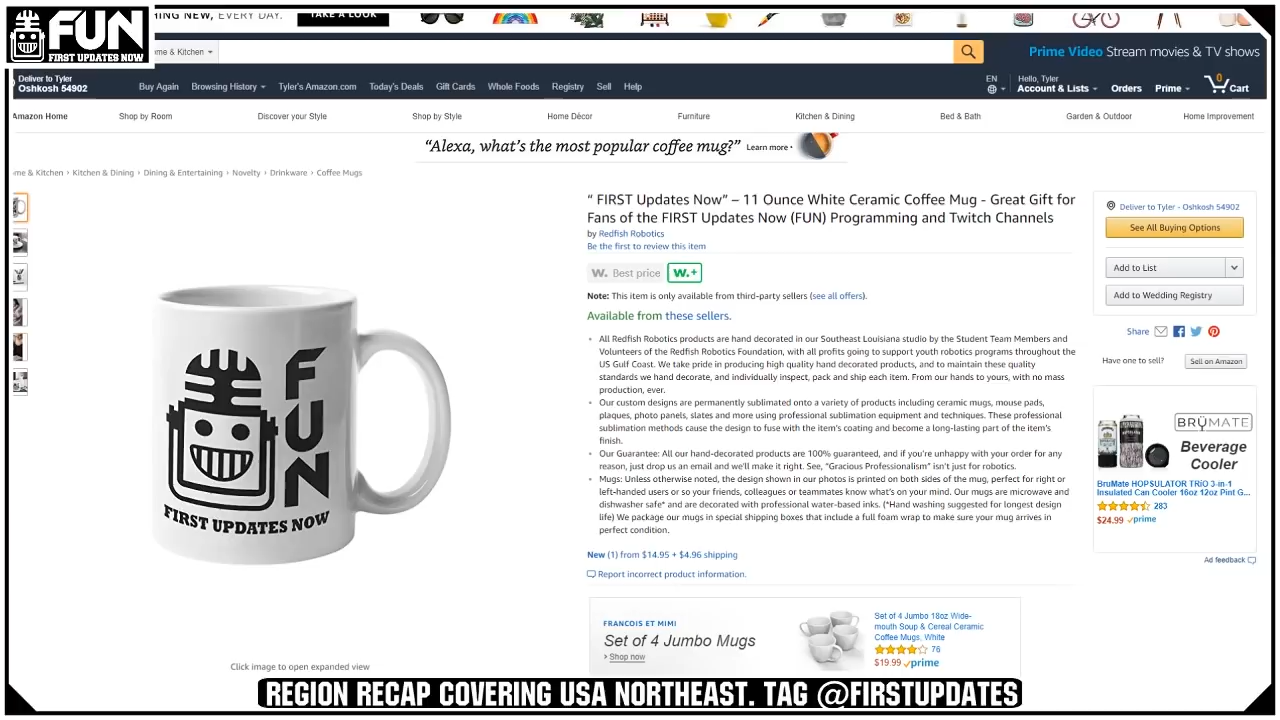 HING NEW, EVERY DAY.
TAKE A LOOK
FUN
FIRST UPDATES NOW
me & Kitchen
Prime Video Stream movies & TV shows
Deliver to Tyler
Oshkosh 54902
Buy Again Browsing History Tyler's Amazon.com Today's Deals Gift Cards Whole Foods Registry Sell Help
EN
Hello, Tyler
Account & Lists Orders Prime 0 Cart
Amazon Home Shop by Room Discover your Style Shop by Style Home Décor Furniture Kitchen & Dining Bed & Bath Garden & Outdoor Home Improvement
“Alexa, what’s the most popular coffee mug?” Learn more
me & Kitchen › Kitchen & Dining › Dining & Entertaining › Novelty › Drinkware › Coffee Mugs
“ FIRST Updates Now” – 11 Ounce White Ceramic Coffee Mug - Great Gift for
Fans of the FIRST Updates Now (FUN) Programming and Twitch Channels
by Redfish Robotics
Be the first to review this item
W. Best price W.+
Note: This item is only available from third-party sellers (see all offers).
Available from these sellers.
• All Redfish Robotics products are hand decorated in our Southeast Louisiana studio by the Student Team Members and
Volunteers of the Redfish Robotics Foundation, with all profits going to support youth robotics programs throughout the
US Gulf Coast. We take pride in producing high quality hand decorated products, and to maintain these quality
standards we hand decorate, and individually inspect, pack and ship each item. From our hands to yours, with no mass
production, ever.
• Our custom designs are permanently sublimated onto a variety of products including ceramic mugs, mouse pads,
plaques, photo panels, slates and more using professional sublimation equipment and techniques. These professional
sublimation methods cause the design to fuse with the item's coating and become a long-lasting part of the item's
finish.
• Our Guarantee: All our hand-decorated products are 100% guaranteed, and if you're unhappy with your order for any
reason, just drop us an email and we'll make it right. See, “Gracious Professionalism” isn't just for robotics.
• Mugs: Unless otherwise noted, the design shown in our photos is printed on both sides of the mug, perfect for right or
left-handed users or so your friends, colleagues or teammates know what's on your mind. Our mugs are microwave and
dishwasher safe* and are decorated with professional water-based inks. (*Hand washing suggested for longest design
life) We package our mugs in special shipping boxes that include a full foam wrap to make sure your mug arrives in
perfect condition.
New (1) from $14.95 + $4.96 shipping
Report incorrect product information.
FUN
FIRST UPDATES NOW
Click image to open expanded view
FRANCOIS ET MIMI
Set of 4 Jumbo Mugs
› Shop now
Set of 4 Jumbo 18oz Wide-
mouth Soup & Cereal Ceramic
Coffee Mugs, White
76
$19.99 prime
Deliver to Tyler - Oshkosh 54902
See All Buying Options
Add to List
Add to Wedding Registry
Share
Have one to sell? Sell on Amazon
BRÜMATE
Beverage
Cooler
BruMate HOPSULATOR TRíO 3-in-1
Insulated Can Cooler 16oz 12oz Pint G...
283
$24.99 prime
Ad feedback
REGION RECAP COVERING USA NORTHEAST. TAG @FIRSTUPDATES